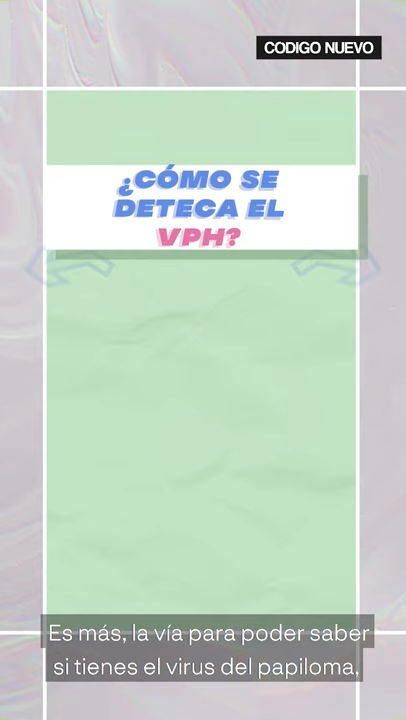 CODIGO NUEVO
¿CÓMO SE
DETECA EL
VPH?
Es más, la vía para poder saber
si tienes el virus del papiloma,